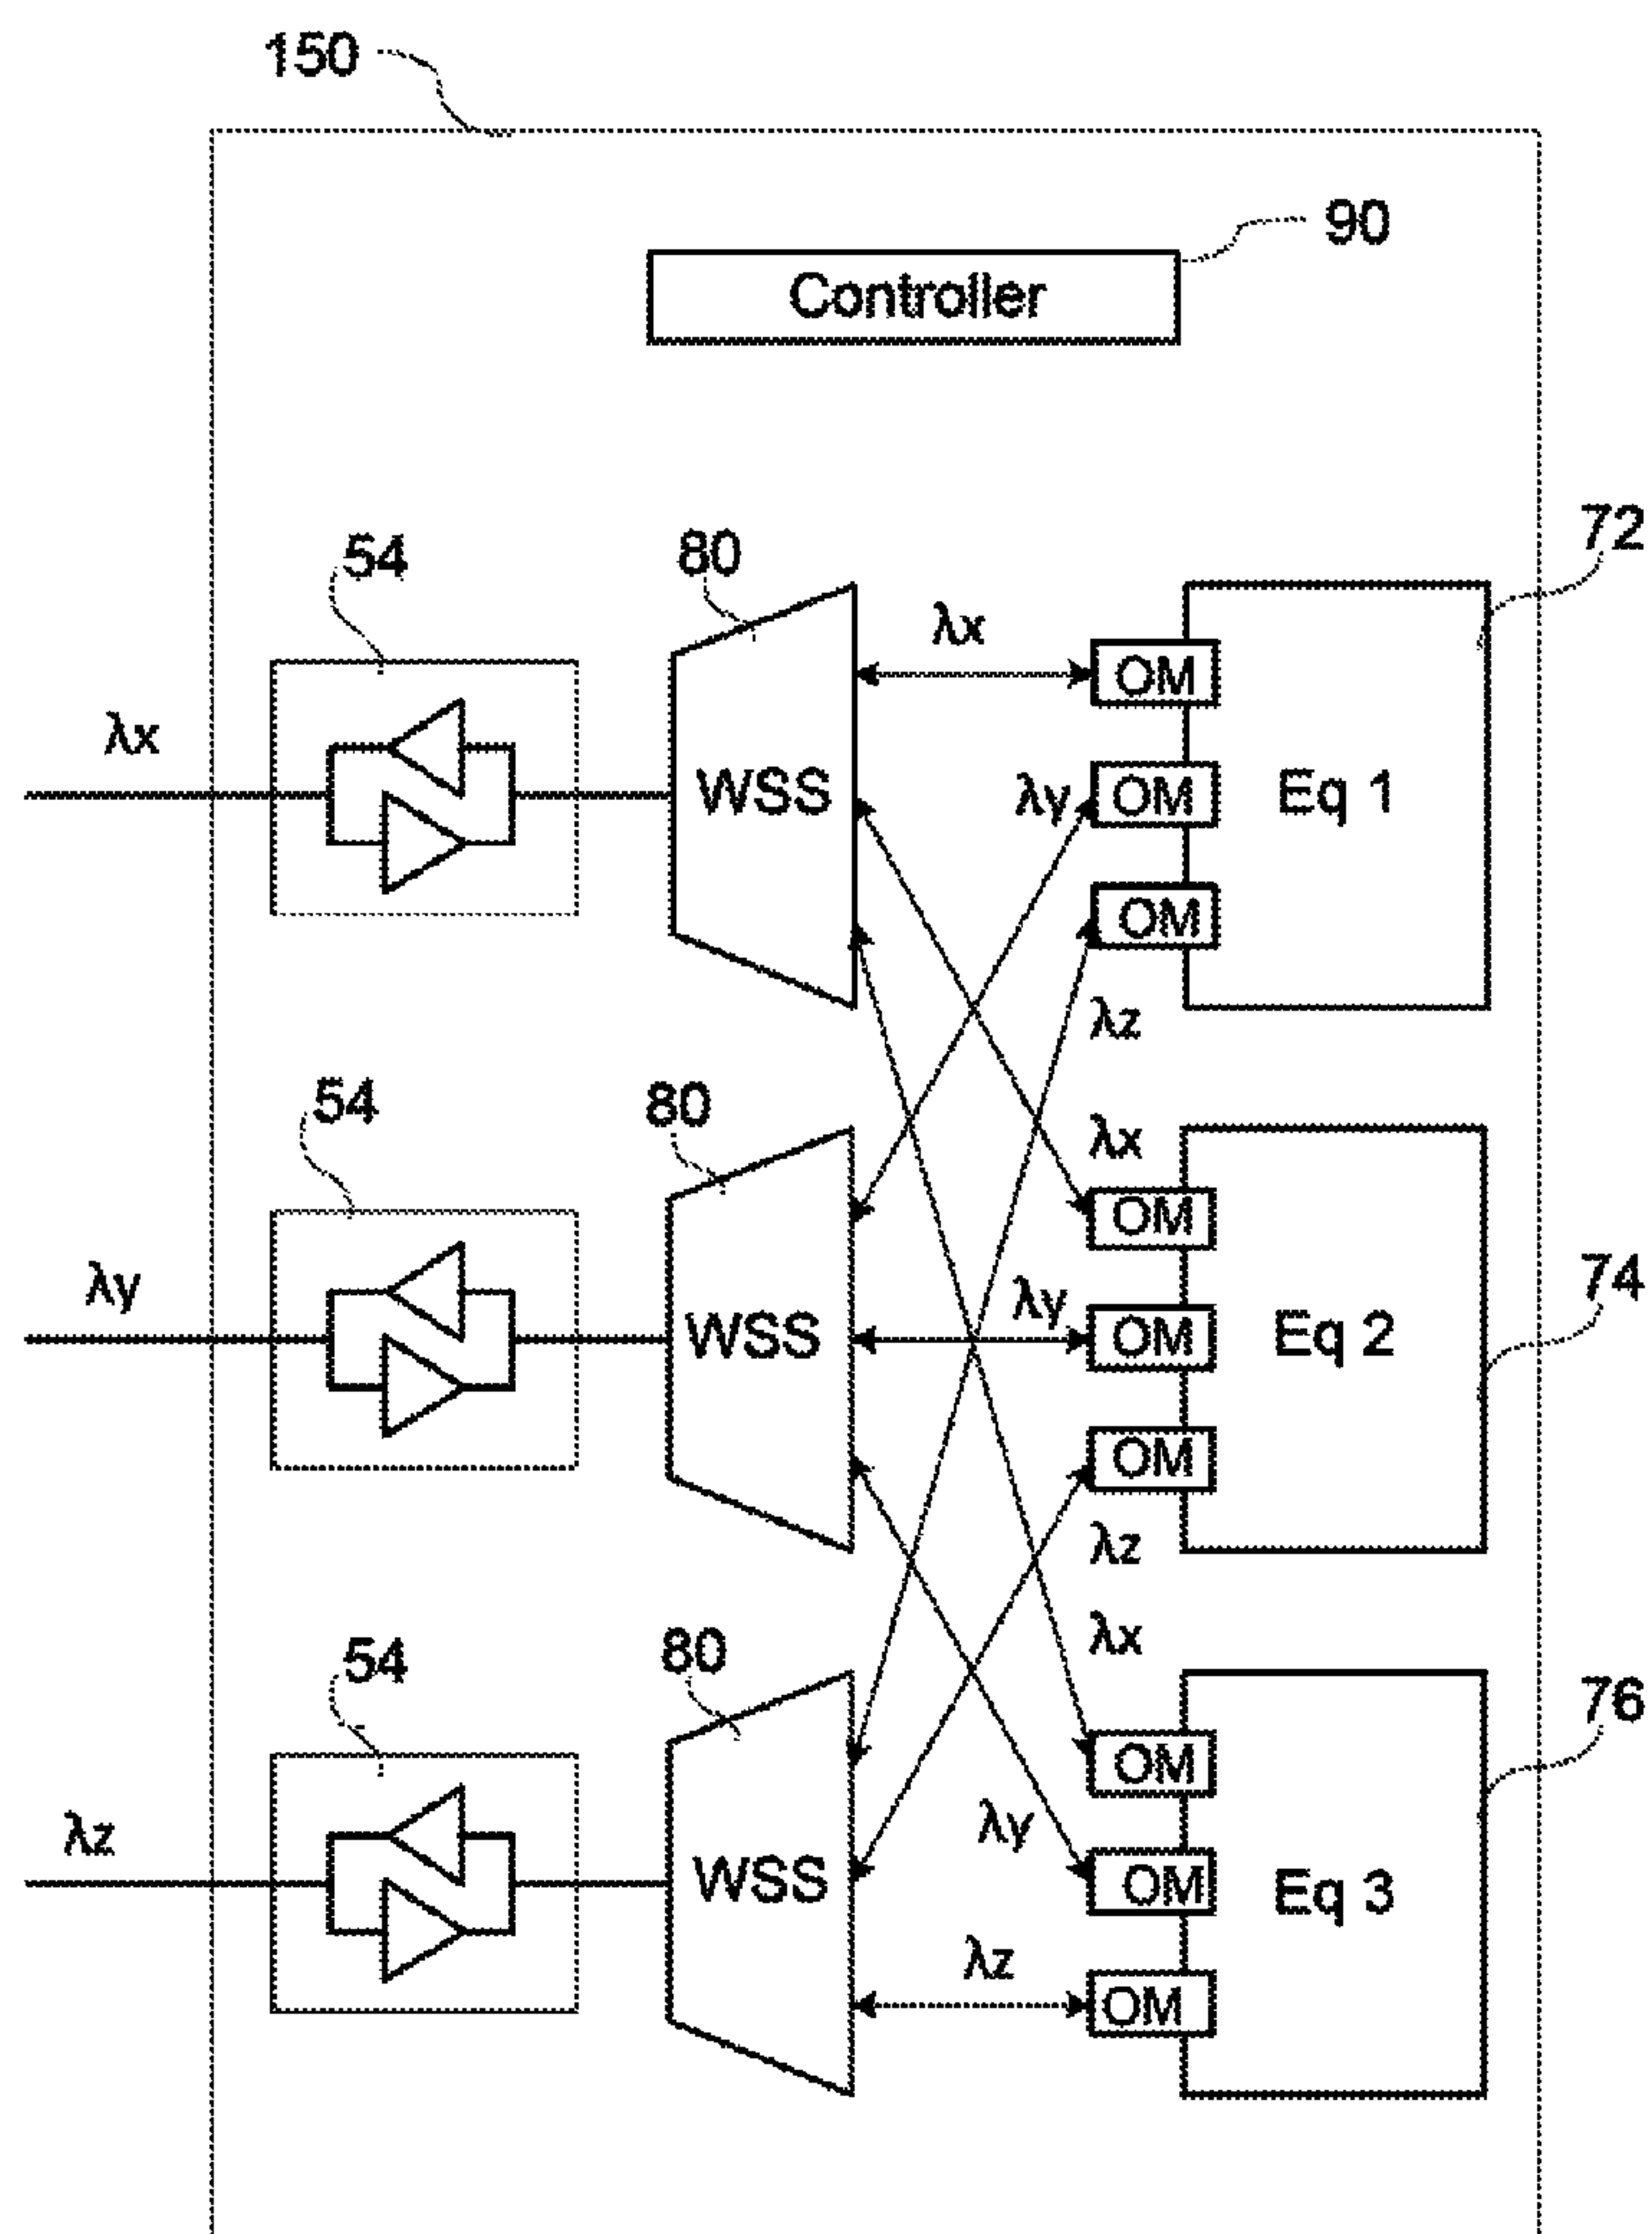 150
90
Controller
72
54
80
λx
OM
λx
WSS
λy
OM
Eq 1
OM
λz
54
80
λx
OM
74
λy
WSS
λy
OM
Eq 2
OM
λz
54
80
λx
76
OM
λz
WSS
λy
OM
Eq 3
λz
OM